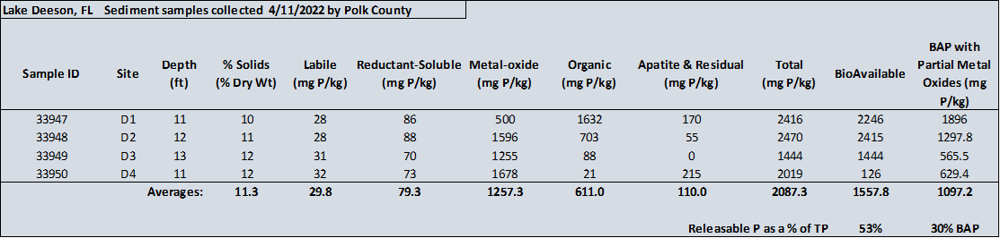 Lake Deeson, FL Sediment samples collected 4/11/2022 by Polk County
Sample ID Site Depth (ft) % Solids (% Dry Wt) Labile (mg P/kg) Reductant-Soluble (mg P/kg) Metal-oxide (mg P/kg) Organic (mg P/kg) Apatite & Residual (mg P/kg) Total (mg P/kg) BioAvailable BAP with Partial Metal Oxides (mg P/kg)
33947 D1 11 10 28 86 500 1632 170 2416 2246 1896
33948 D2 12 11 28 88 1596 703 55 2470 2415 1297.8
33949 D3 13 12 31 70 1255 88 0 1444 1444 565.5
33950 D4 11 12 32 73 1678 21 215 2019 126 629.4
Averages: 11.3 29.8 79.3 1257.3 611.0 110.0 2087.3 1557.8 1097.2
Releasable P as a % of TP 53% 30% BAP